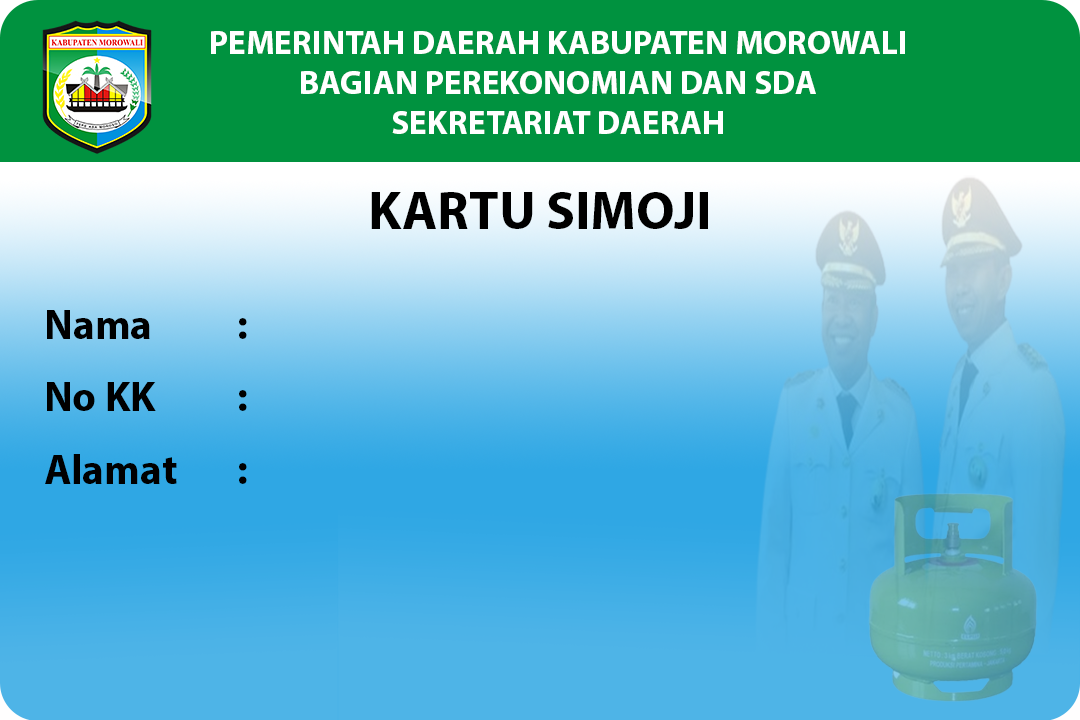 KABUPATEN MOROWALI
PEMERINTAH DAERAH KABUPATEN MOROWALI
BAGIAN PEREKONOMIAN DAN SDA
SEKRETARIAT DAERAH
KARTU SIMOJI
Nama :
No KK :
Alamat :